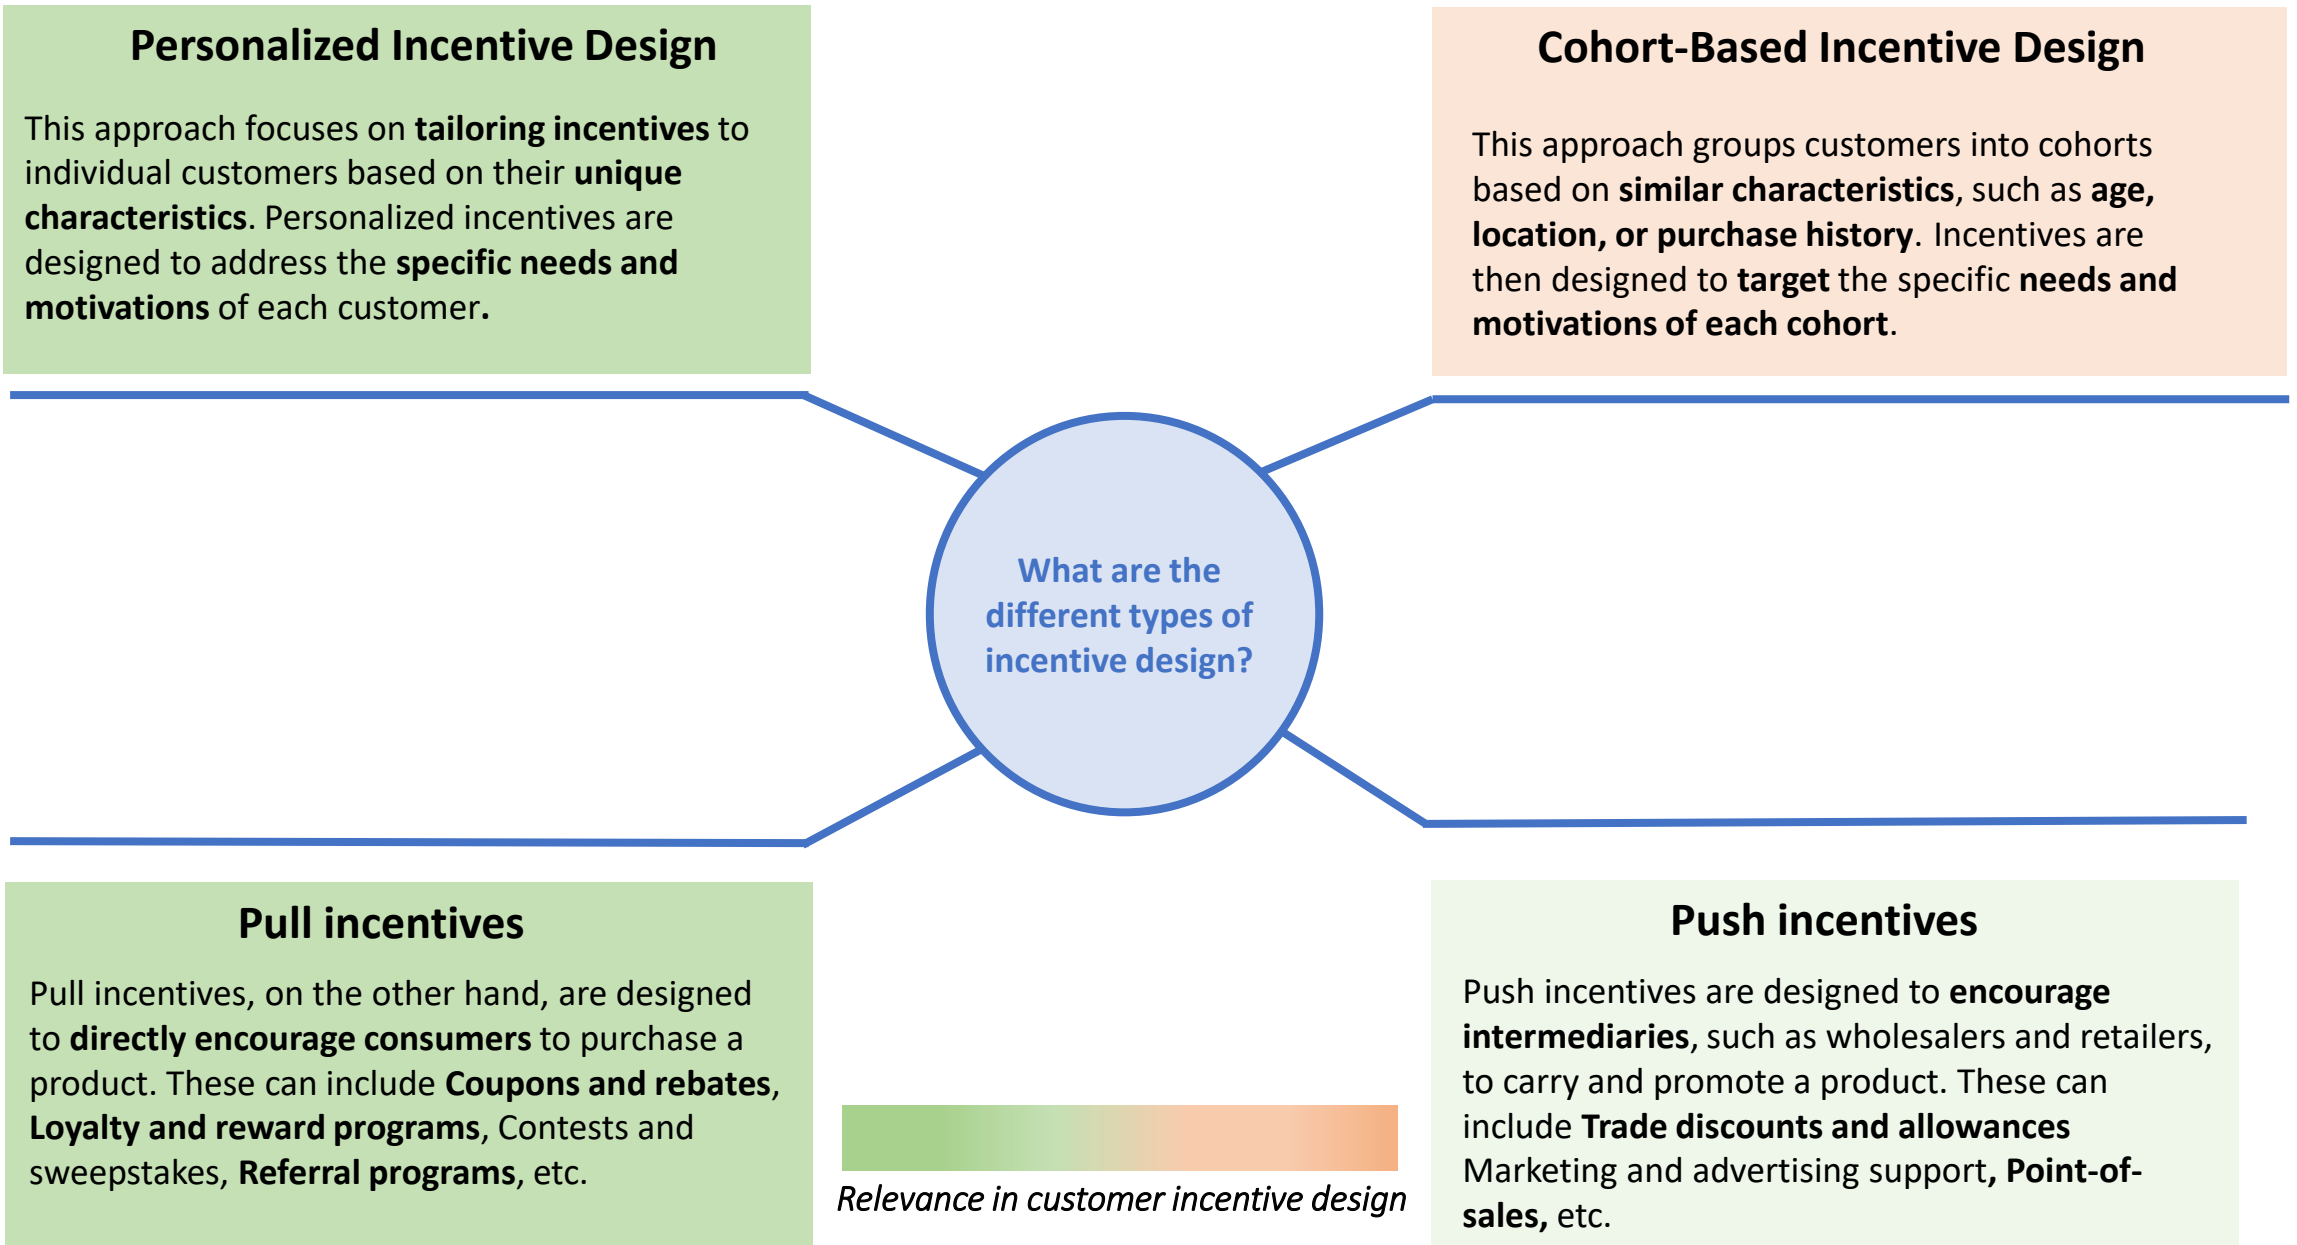 Personalized Incentive Design
This approach focuses on tailoring incentives to
individual customers based on their unique
characteristics. Personalized incentives are
designed to address the specific needs and
motivations of each customer.
Cohort-Based Incentive Design
This approach groups customers into cohorts
based on similar characteristics, such as age,
location, or purchase history. Incentives are
then designed to target the specific needs and
motivations of each cohort.
What are the
different types of
incentive design?
Pull incentives
Pull incentives, on the other hand, are designed
to directly encourage consumers to purchase a
product. These can include Coupons and rebates,
Loyalty and reward programs, Contests and
sweepstakes, Referral programs, etc.
Relevance in customer incentive design
Push incentives
Push incentives are designed to encourage
intermediaries, such as wholesalers and retailers,
to carry and promote a product. These can
include Trade discounts and allowances
Marketing and advertising support, Point-of-
sales, etc.